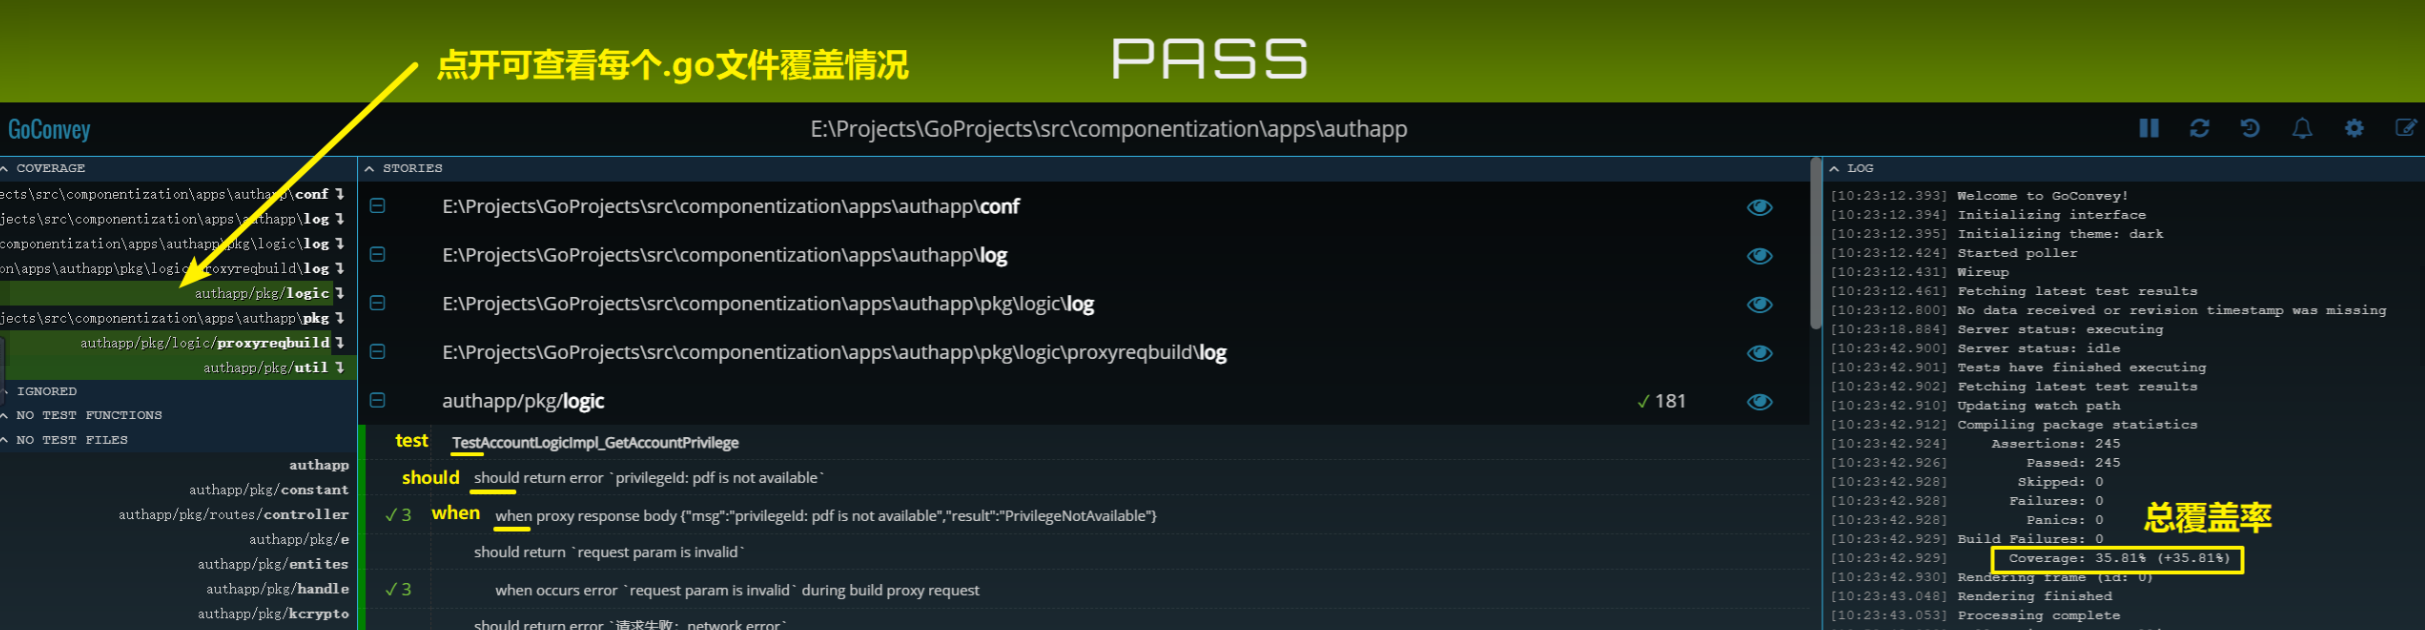 点开可查看每个.go文件覆盖情况
PASS
GoConvey
E:\Projects\GoProjects\src\componentization\apps\authapp
COVERAGE
ects\src\componentization\apps\authapp\conf
jects\src\componentization\apps\authapp\log
componentization\apps\authapp\pkg\logic\log
on\apps\authapp\pkg\logic\proxyreqbuild\log
authapp/pkg/logic
jects\src\componentization\apps\authapp\pkg
authapp/pkg/logic/proxyreqbuild
authapp/pkg/util
IGNORED
NO TEST FUNCTIONS
NO TEST FILES
authapp
authapp/pkg/constant
authapp/pkg/routes/controller
authapp/pkg/e
authapp/pkg/entites
authapp/pkg/handle
authapp/pkg/kcrypto
STORIES
E:\Projects\GoProjects\src\componentization\apps\authapp\conf
E:\Projects\GoProjects\src\componentization\apps\authapp\log
E:\Projects\GoProjects\src\componentization\apps\authapp\pkg\logic\log
E:\Projects\GoProjects\src\componentization\apps\authapp\pkg\logic\proxyreqbuild\log
authapp/pkg/logic ✓ 181
test TestAccountLogicImpl_GetAccountPrivilege
should should return error `privilegeId: pdf is not available`
✓ 3 when when proxy response body {"msg":"privilegeId: pdf is not available","result":"PrivilegeNotAvailable"}
should return `request param is invalid`
✓ 3 when occurs error `request param is invalid` during build proxy request
should return error `请求失败: network error`
LOG
[10:23:12.393] Welcome to GoConvey!
[10:23:12.394] Initializing interface
[10:23:12.395] Initializing theme: dark
[10:23:12.424] Started poller
[10:23:12.431] Wireup
[10:23:12.461] Fetching latest test results
[10:23:12.800] No data received or revision timestamp was missing
[10:23:18.884] Server status: executing
[10:23:42.900] Server status: idle
[10:23:42.901] Tests have finished executing
[10:23:42.902] Fetching latest test results
[10:23:42.910] Updating watch path
[10:23:42.912] Compiling package statistics
[10:23:42.924] Assertions: 245
[10:23:42.926] Passed: 245
[10:23:42.928] Skipped: 0
[10:23:42.928] Failures: 0
[10:23:42.928] Panics: 0
总覆盖率
[10:23:42.929] Build Failures: 0
[10:23:42.929] Coverage: 35.81% (+35.81%)
[10:23:42.930] Rendering frame (id: 0)
[10:23:43.048] Rendering finished
[10:23:43.053] Processing complete